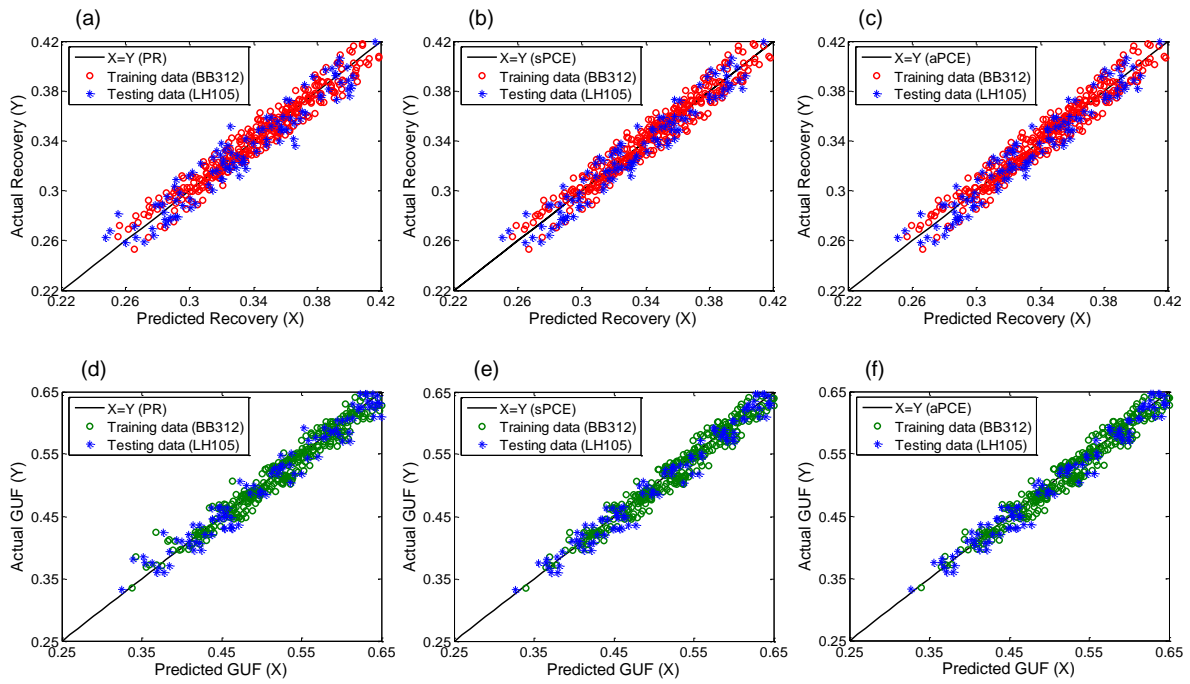 (a)
0.42
X=Y (PR)
Training data (BB312)
Testing data (LH105)
0.38
0.34
0.3
0.26
0.22
Actual Recovery (Y)
0.22 0.26 0.3 0.34 0.38 0.42
Predicted Recovery (X)
(b)
0.42
X=Y (sPCE)
Training data (BB312)
Testing data (LH105)
0.38
0.34
0.3
0.26
0.22
Actual Recovery (Y)
0.22 0.26 0.3 0.34 0.38 0.42
Predicted Recovery (X)
(c)
0.42
X=Y (aPCE)
Training data (BB312)
Testing data (LH105)
0.38
0.34
0.3
0.26
0.22
Actual Recovery (Y)
0.22 0.26 0.3 0.34 0.38 0.42
Predicted Recovery (X)
(d)
0.65
X=Y (PR)
Training data (BB312)
Testing data (LH105)
0.55
0.45
0.35
0.25
Actual GUF (Y)
0.25 0.35 0.45 0.55 0.65
Predicted GUF (X)
(e)
0.65
X=Y (sPCE)
Training data (BB312)
Testing data (LH105)
0.55
0.45
0.35
0.25
Actual GUF (Y)
0.25 0.35 0.45 0.55 0.65
Predicted GUF (X)
(f)
0.65
X=Y (aPCE)
Training data (BB312)
Testing data (LH105)
0.55
0.45
0.35
0.25
Actual GUF (Y)
0.25 0.35 0.45 0.55 0.65
Predicted GUF (X)